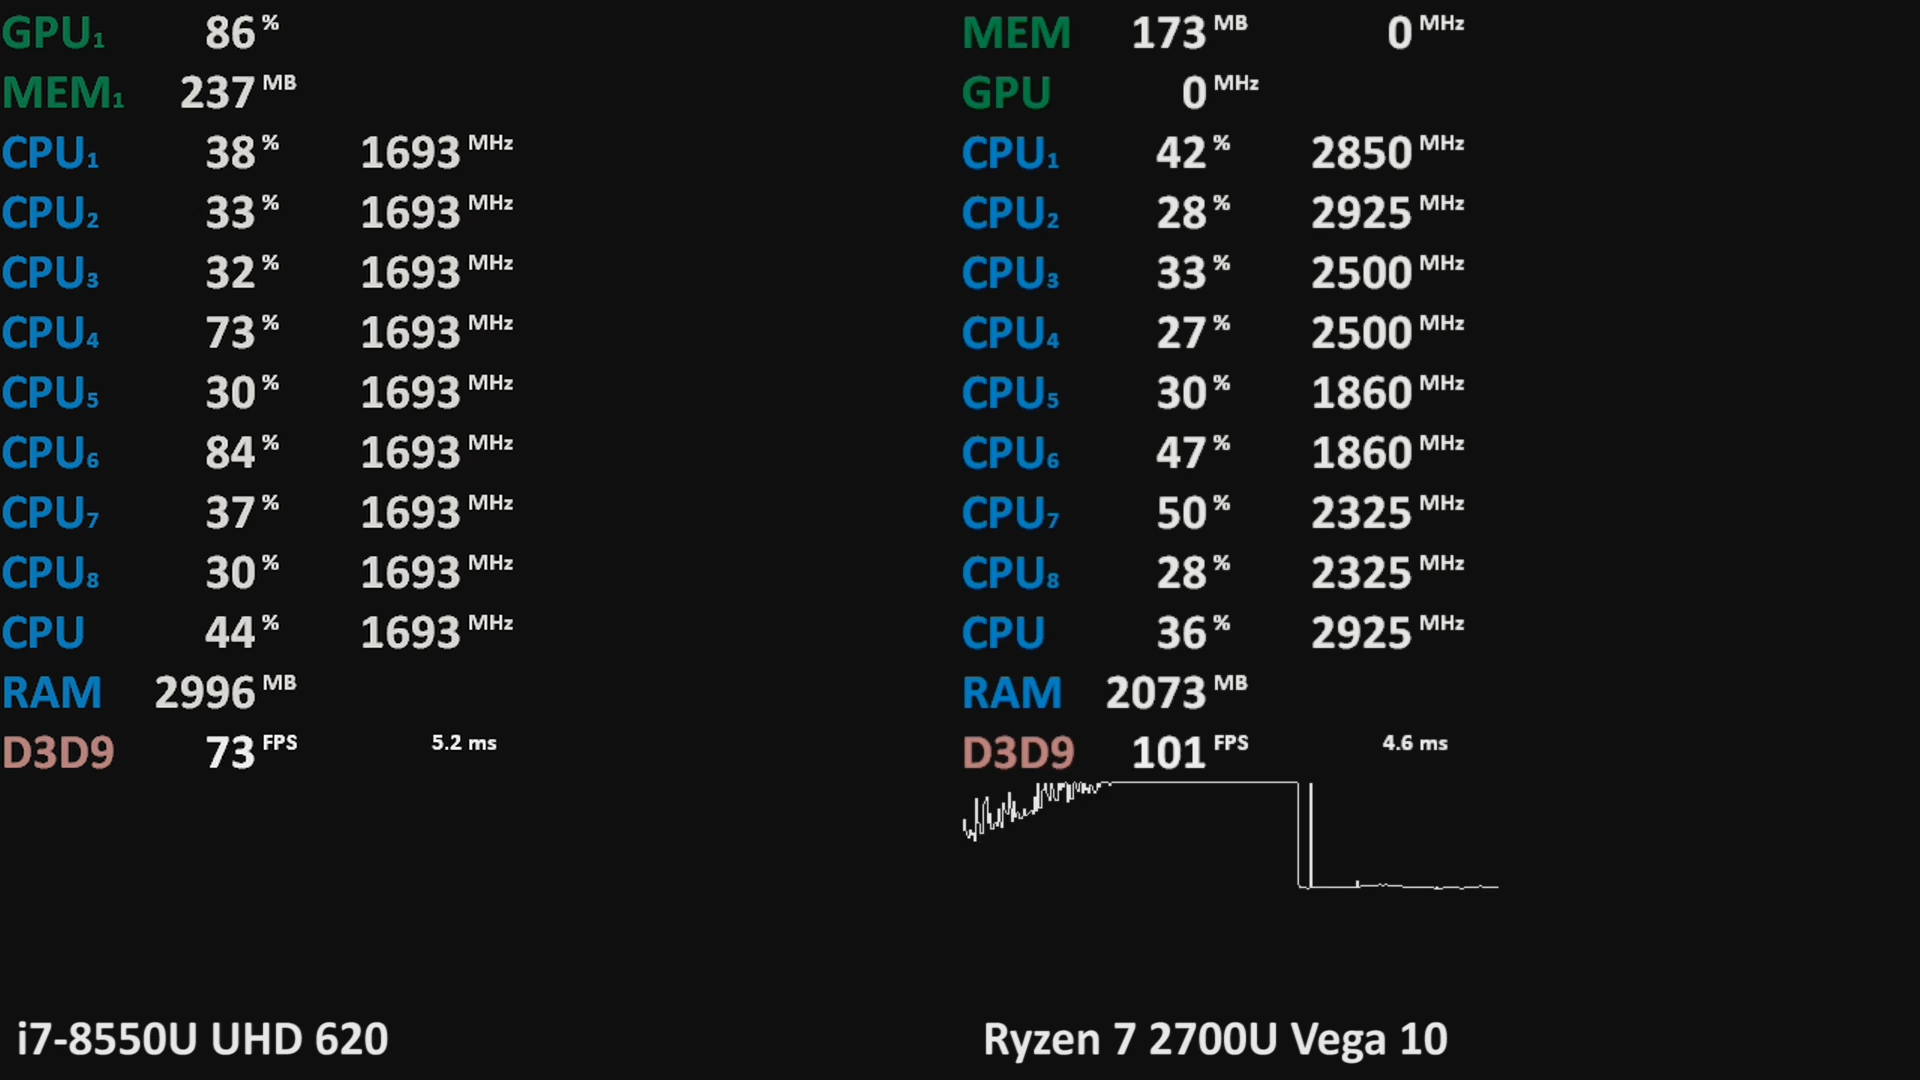 GPU1 86 %
MEM1 237 MB
CPU1 38 % 1693 MHz
CPU2 33 % 1693 MHz
CPU3 32 % 1693 MHz
CPU4 73 % 1693 MHz
CPU5 30 % 1693 MHz
CPU6 84 % 1693 MHz
CPU7 37 % 1693 MHz
CPU8 30 % 1693 MHz
CPU 44 % 1693 MHz
RAM 2996 MB
D3D9 73 FPS 5.2 ms
i7-8550U UHD 620
MEM 173 MB 0 MHz
GPU 0 MHz
CPU1 42 % 2850 MHz
CPU2 28 % 2925 MHz
CPU3 33 % 2500 MHz
CPU4 27 % 2500 MHz
CPU5 30 % 1860 MHz
CPU6 47 % 1860 MHz
CPU7 50 % 2325 MHz
CPU8 28 % 2325 MHz
CPU 36 % 2925 MHz
RAM 2073 MB
D3D9 101 FPS 4.6 ms
Ryzen 7 2700U Vega 10